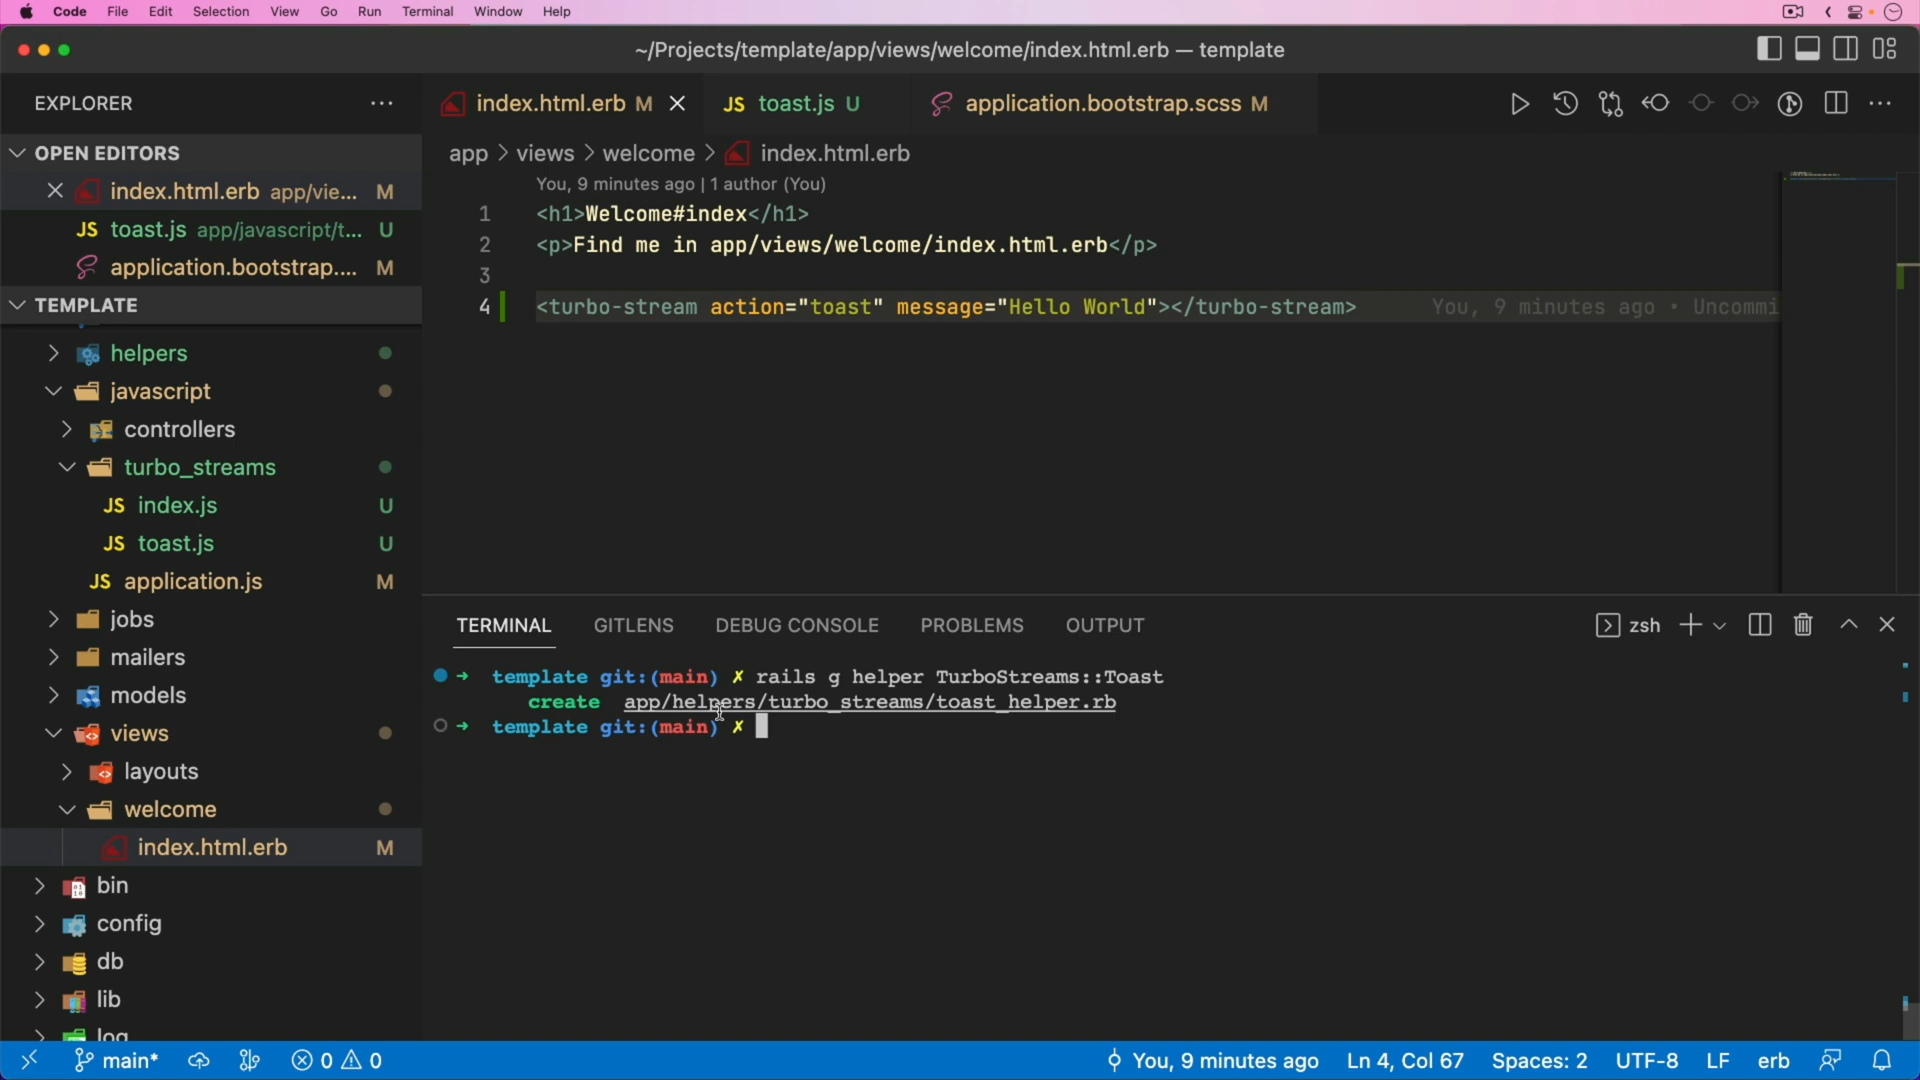 Code File Edit Selection View Go Run Terminal Window Help
~/Projects/template/app/views/welcome/index.html.erb — template
EXPLORER
OPEN EDITORS
index.html.erb app/vie... M
JS toast.js app/javascript/t... U
application.bootstrap.... M
TEMPLATE
helpers
javascript
controllers
turbo_streams
JS index.js U
JS toast.js U
JS application.js M
jobs
mailers
models
views
layouts
welcome
index.html.erb M
bin
config
db
lib
log
index.html.erb M
JS toast.js U
application.bootstrap.scss M
app > views > welcome > index.html.erb
You, 9 minutes ago | 1 author (You)
1 <h1>Welcome#index</h1>
2 <p>Find me in app/views/welcome/index.html.erb</p>
3
4 <turbo-stream action="toast" message="Hello World"></turbo-stream> You, 9 minutes ago • Uncommi
TERMINAL GITLENS DEBUG CONSOLE PROBLEMS OUTPUT
zsh
→ template git:(main) ✗ rails g helper TurboStreams::Toast
create app/helpers/turbo_streams/toast_helper.rb
→ template git:(main) ✗
main* 0 0 You, 9 minutes ago Ln 4, Col 67 Spaces: 2 UTF-8 LF erb